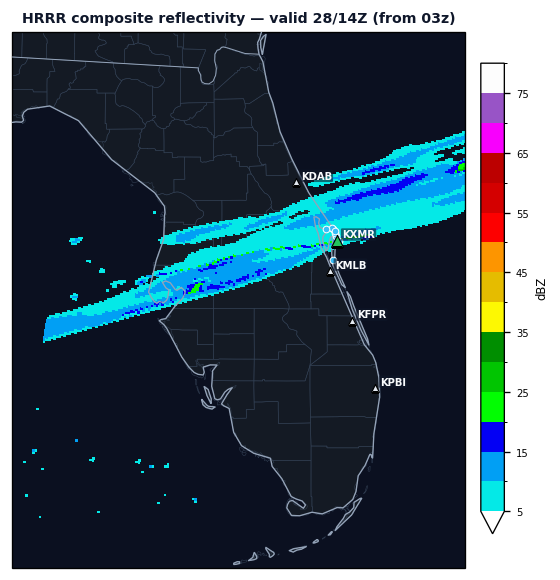 HRRR composite reflectivity — valid 28/14Z (from 03z)
75
65
KDAB
55
KXMR
45
dBZ
KMLB
35
KFPR
25
KPBI
15
5